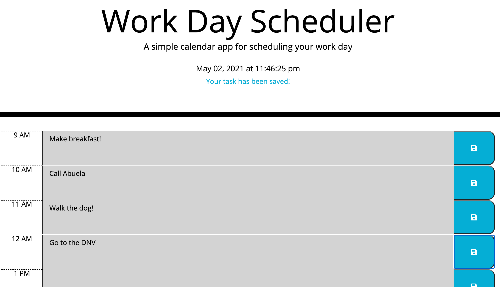 Work Day Scheduler
A simple calendar app for scheduling your work day
May 02, 2021 at 11:46:25 pm
Your task has been saved.
9 AM Make breakfast!
10 AM Call Abuela
11 AM Walk the dog!
12 AM Go to the DNV
1 PM